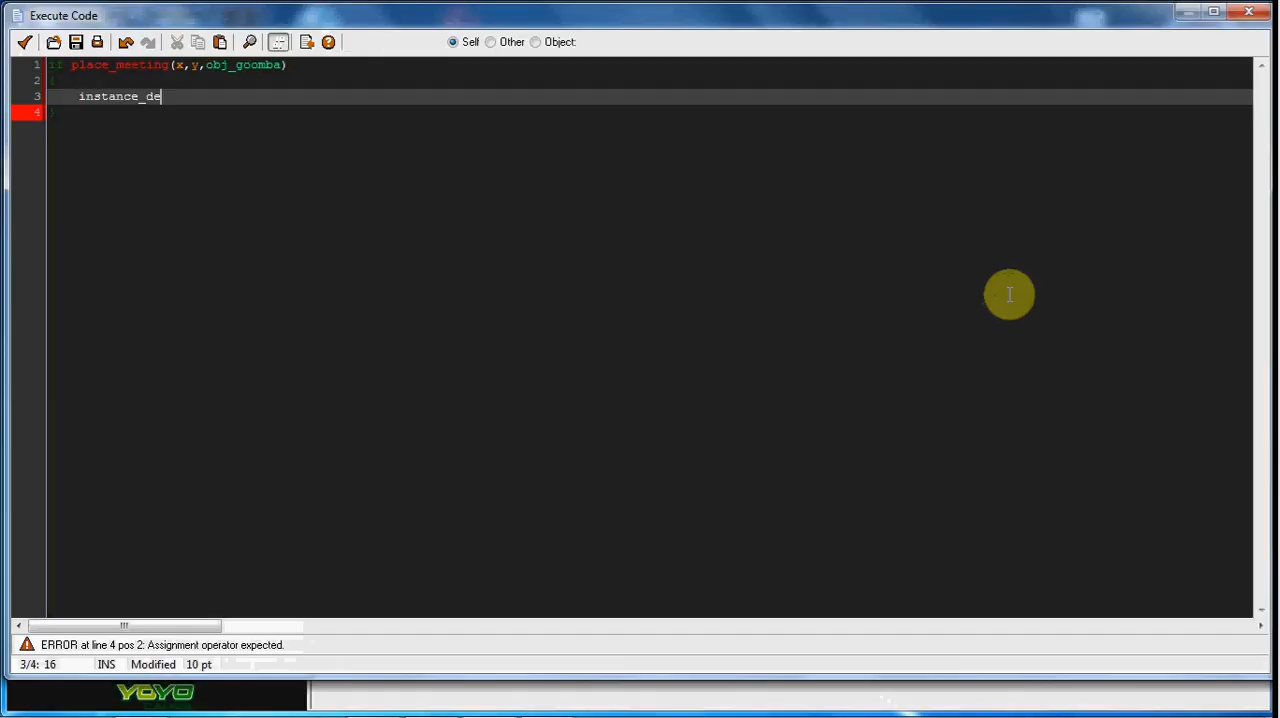 Execute Code
Self Other Object:
1 if place_meeting(x,y,obj_goomba)
2 {
3 instance_de
4 }
ERROR at line 4 pos 2: Assignment operator expected.
3/4: 16 INS Modified 10 pt
YOYO
GAMES